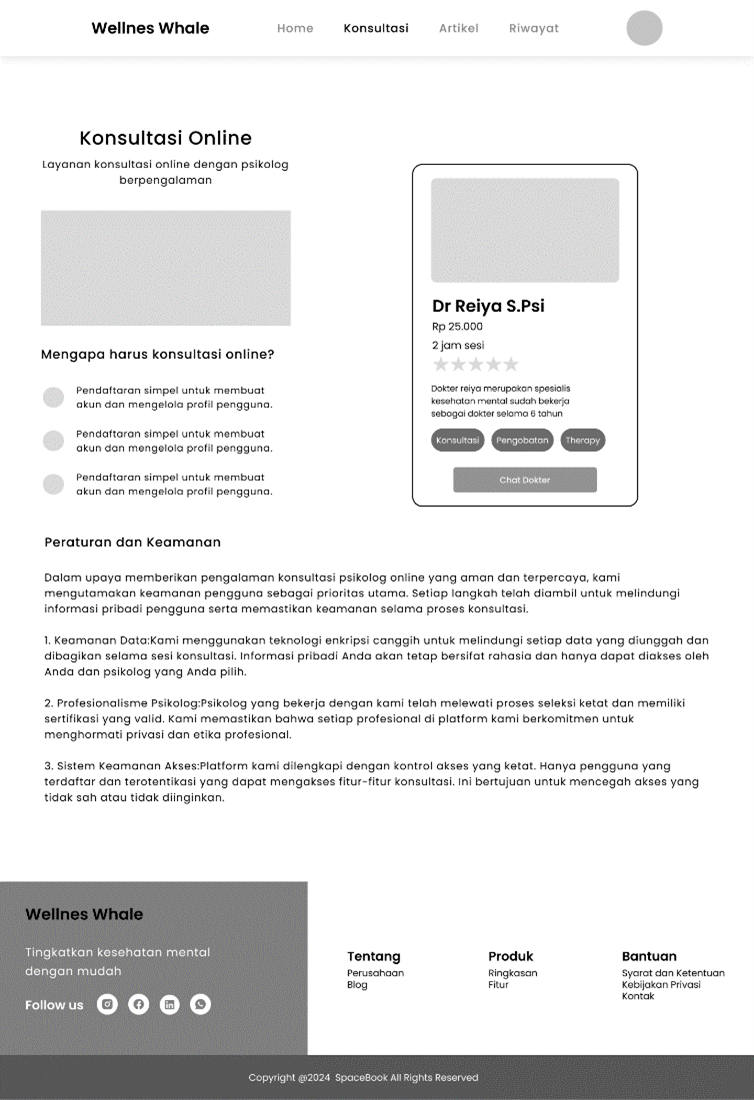 Wellnes Whale
Home
Konsultasi
Artikel
Riwayat
Konsultasi Online
Layanan konsultasi online dengan psikolog
berpengalaman
Mengapa harus konsultasi online?
Pendaftaran simpel untuk membuat
akun dan mengelola profil pengguna.
Pendaftaran simpel untuk membuat
akun dan mengelola profil pengguna.
Pendaftaran simpel untuk membuat
akun dan mengelola profil pengguna.
Dr Reiya S.Psi
Rp 25.000
2 jam sesi
Dokter reiya merupakan spesialis
kesehatan mental sudah bekerja
sebagai dokter selama 6 tahun
Konsultasi
Pengobatan
Therapy
Chat Dokter
Peraturan dan Keamanan
Dalam upaya memberikan pengalaman konsultasi psikolog online yang aman dan terpercaya, kami
mengutamakan keamanan pengguna sebagai prioritas utama. Setiap langkah telah diambil untuk melindungi
informasi pribadi pengguna serta memastikan keamanan selama proses konsultasi.
1. Keamanan Data:Kami menggunakan teknologi enkripsi canggih untuk melindungi setiap data yang diunggah dan
dibagikan selama sesi konsultasi. Informasi pribadi Anda akan tetap bersifat rahasia dan hanya dapat diakses oleh
Anda dan psikolog yang Anda pilih.
2. Profesionalisme Psikolog:Psikolog yang bekerja dengan kami telah melewati proses seleksi ketat dan memiliki
sertifikasi yang valid. Kami memastikan bahwa setiap profesional di platform kami berkomitmen untuk
menghormati privasi dan etika profesional.
3. Sistem Keamanan Akses:Platform kami dilengkapi dengan kontrol akses yang ketat. Hanya pengguna yang
terdaftar dan terotentikasi yang dapat mengakses fitur-fitur konsultasi. Ini bertujuan untuk mencegah akses yang
tidak sah atau tidak diinginkan.
Wellnes Whale
Tingkatkan kesehatan mental
dengan mudah
Follow us
Tentang
Perusahaan
Blog
Produk
Ringkasan
Fitur
Bantuan
Syarat dan Ketentuan
Kebijakan Privasi
Kontak
Copyright @2024 SpaceBook All Rights Reserved